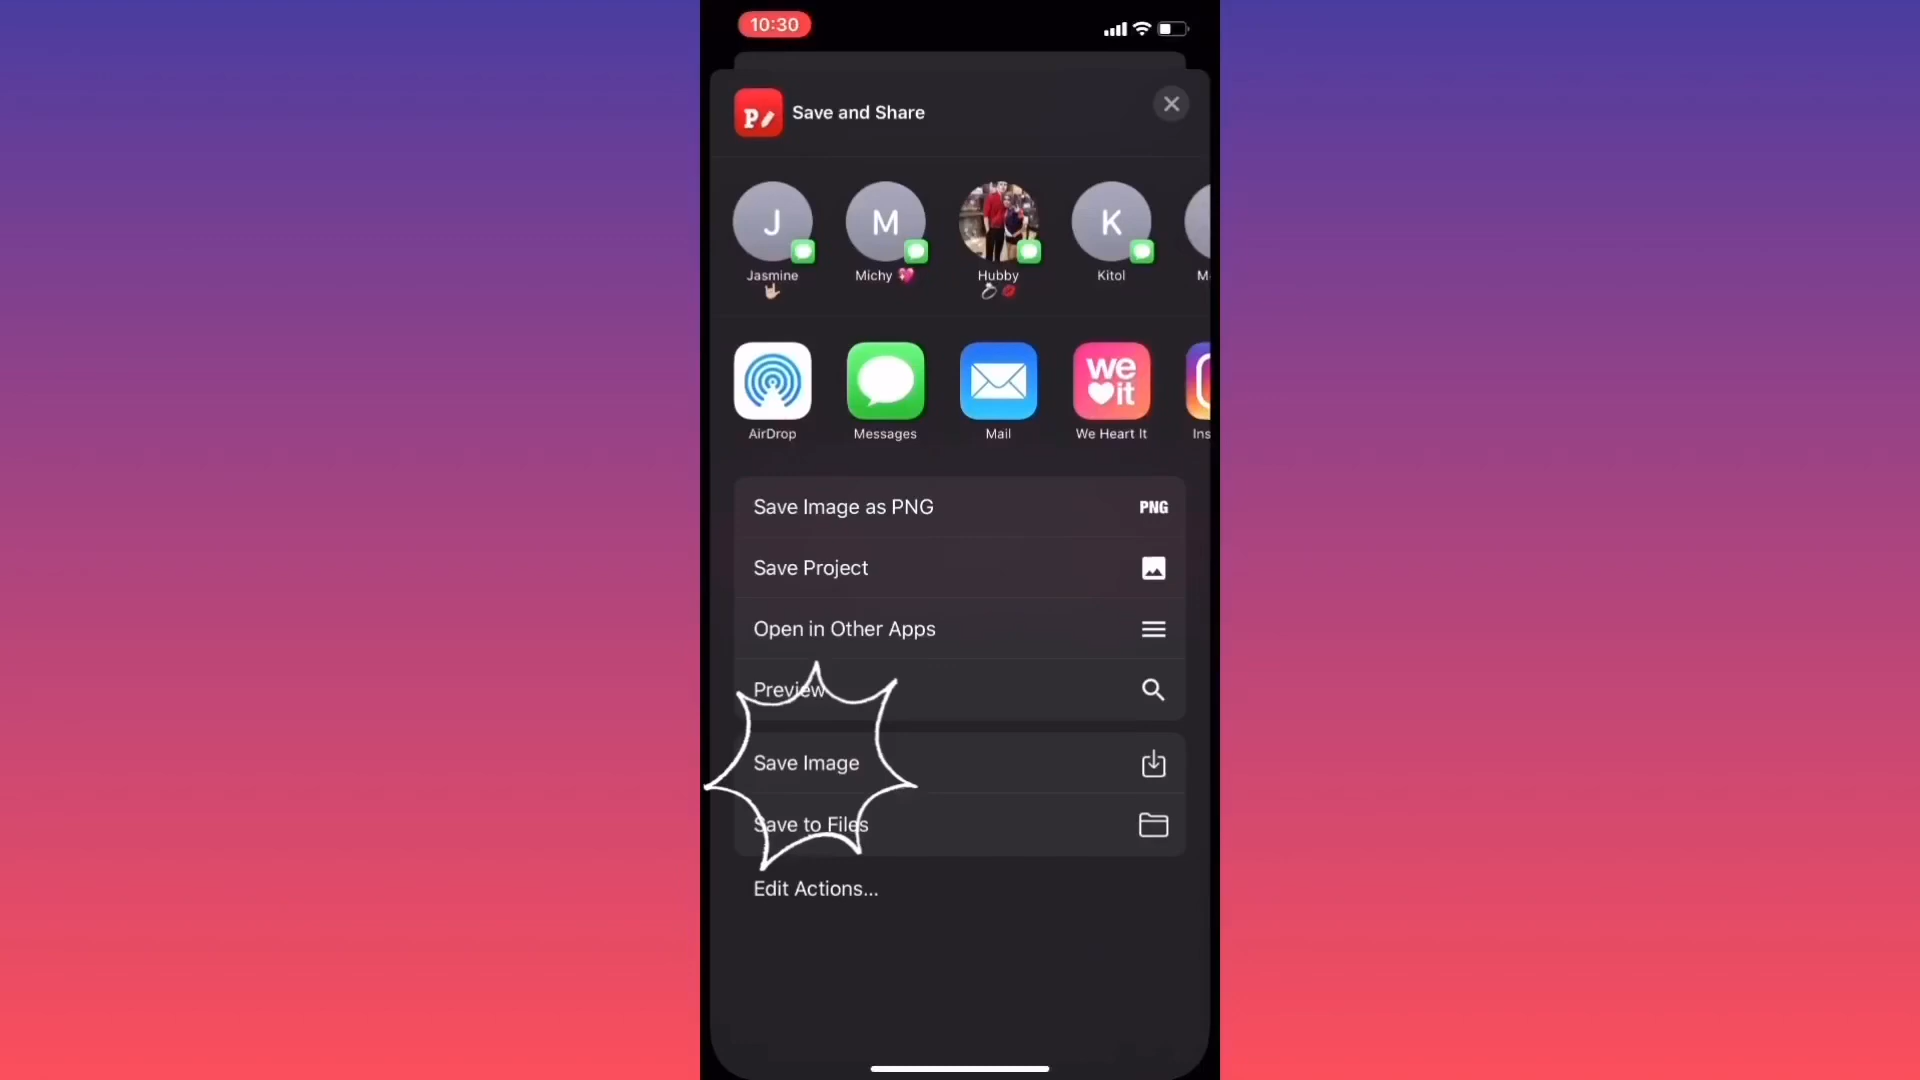 10:30
P
Save and Share
J
M
K
Jasmine 🤟🏼
Michy 💖
Hubby 💍💋
Kitol
M
we
it
AirDrop
Messages
Mail
We Heart It
Ins
Save Image as PNG
PNG
Save Project
Open in Other Apps
Preview
Save Image
Save to Files
Edit Actions...